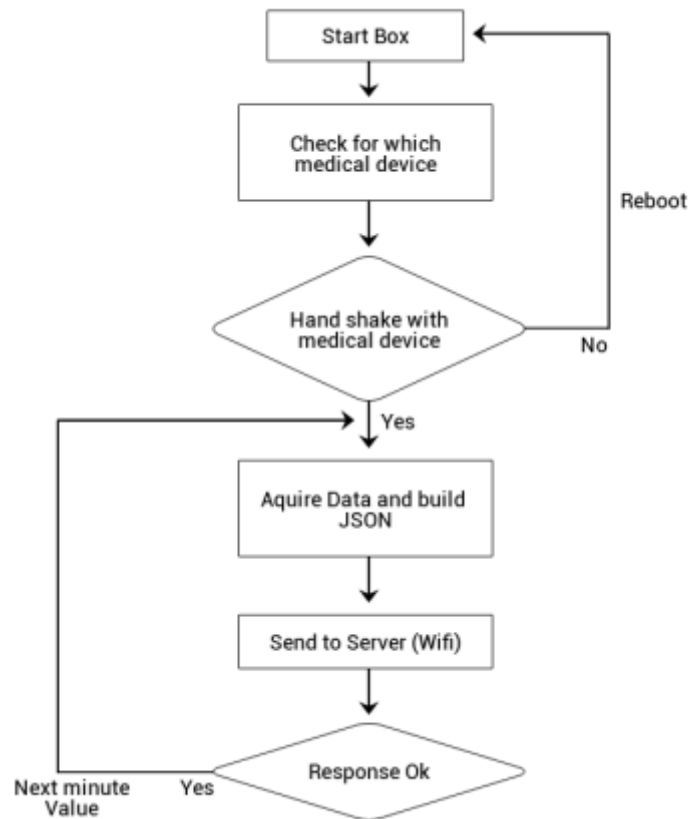 Start Box
Check for which
medical device
Reboot
Hand shake with
medical device
No
Yes
Aquire Data and build
JSON
Send to Server (Wifi)
Response Ok
Yes
Next minute
Value